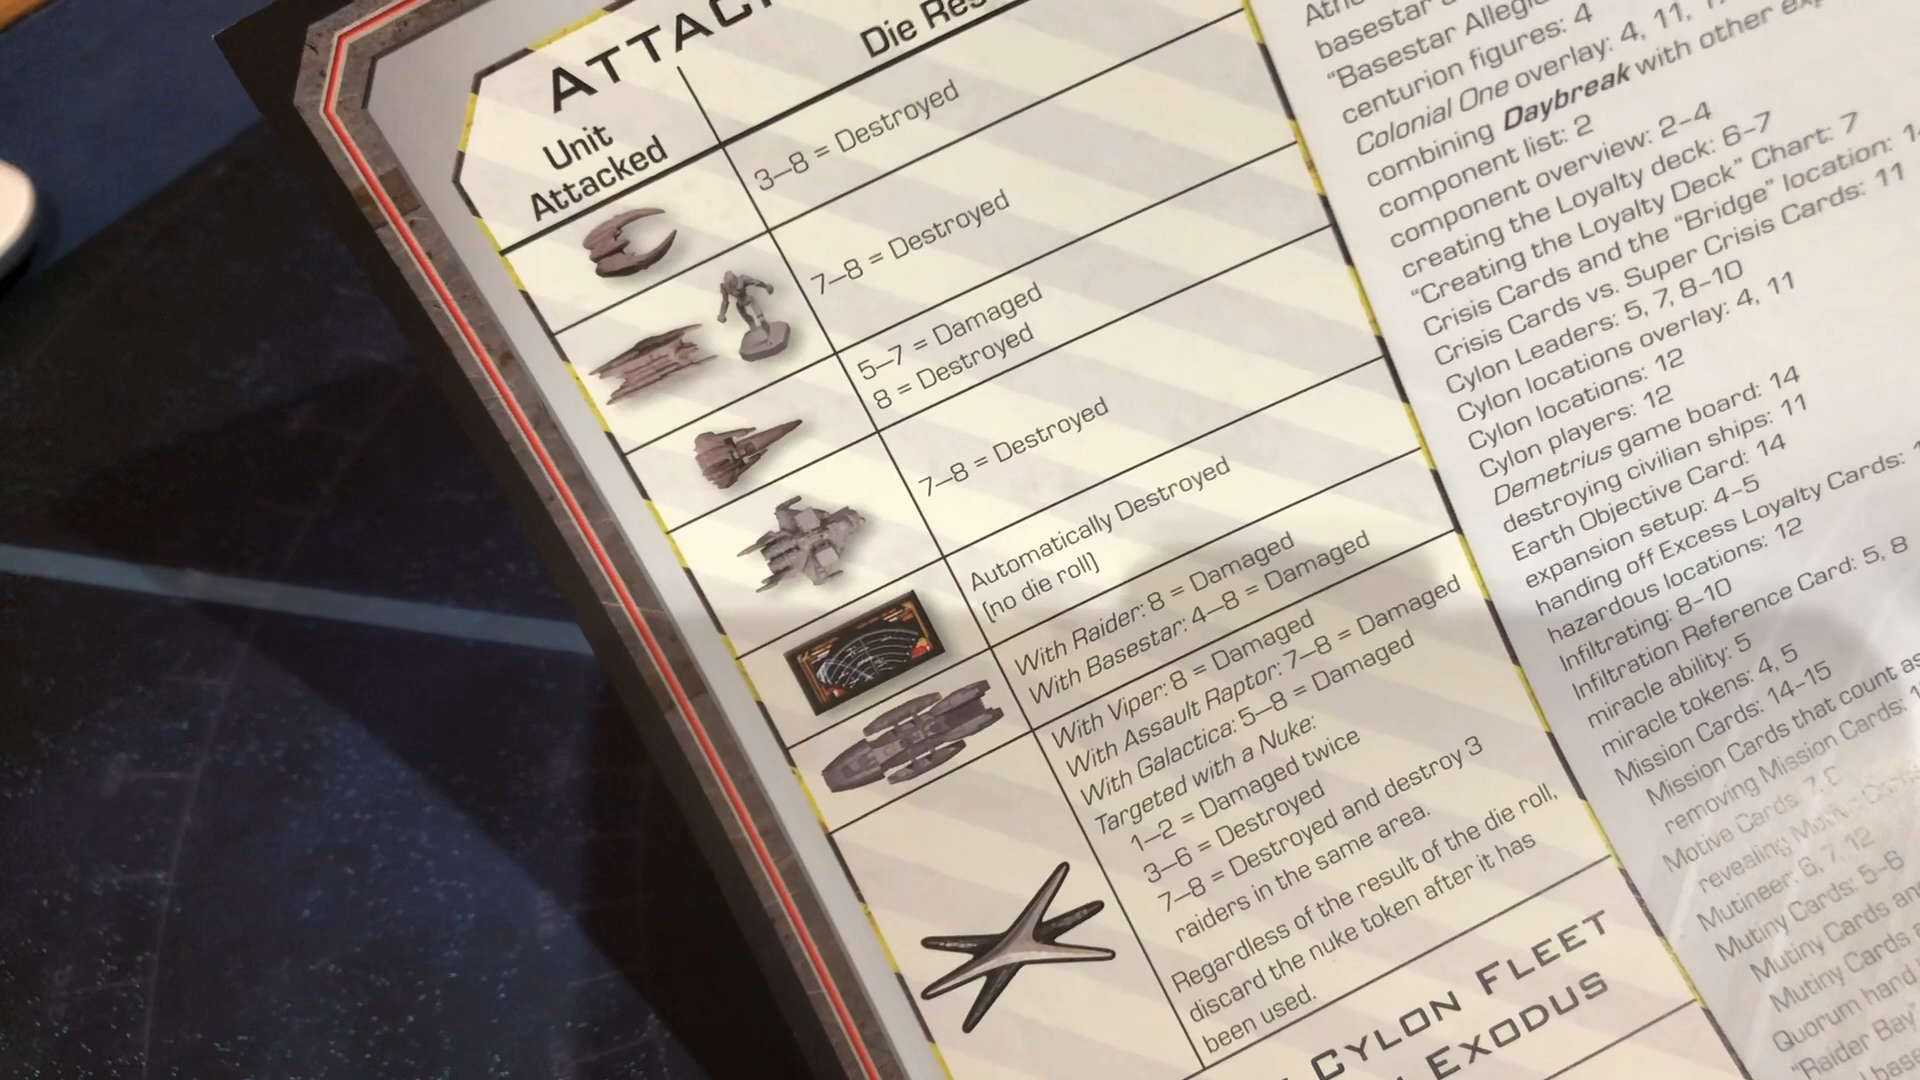 ATTAC
Die Res
Unit
Attacked
3–8 = Destroyed
7–8 = Destroyed
5–7 = Damaged
8 = Destroyed
7–8 = Destroyed
Automatically Destroyed
(no die roll)
With Raider: 8 = Damaged
With Basestar: 4–8 = Damaged
With Viper: 8 = Damaged
With Assault Raptor: 7–8 = Damaged
With Galactica: 5–8 = Damaged
Targeted with a Nuke:
1–2 = Damaged twice
3–6 = Destroyed
7–8 = Destroyed and destroy 3
raiders in the same area.
Regardless of the result of the die roll,
discard the nuke token after it has
been used.
CYLON FLEET
EXODUS
basestar
"Basestar Allegia
centurion figures: 4
Colonial One overlay: 4, 11,
combining Daybreak with other
component list: 2
component overview: 2–4
creating the Loyalty deck: 6–7
"Creating the Loyalty Deck" Chart: 7
Crisis Cards and the "Bridge" location:
Crisis Cards vs. Super Crisis Cards: 11
Cylon Leaders: 5, 7, 8–10
Cylon locations overlay: 4, 11
Cylon locations: 12
Cylon players: 12
Demetrius game board: 14
destroying civilian ships: 11
Earth Objective Card: 14
expansion setup: 4–5
handing off Excess Loyalty Cards:
hazardous locations: 12
Infiltrating: 8–10
Infiltration Reference Card: 5, 8
miracle ability: 5
miracle tokens: 4, 5
Mission Cards: 14–15
Mission Cards that count as
removing Mission Cards:
Motive Cards
revealing
Mutineer: 6, 7, 12
Mutiny Cards: 5–6
Mutiny Cards and
Mutiny Cards
Quorum hand
"Raider Bay"